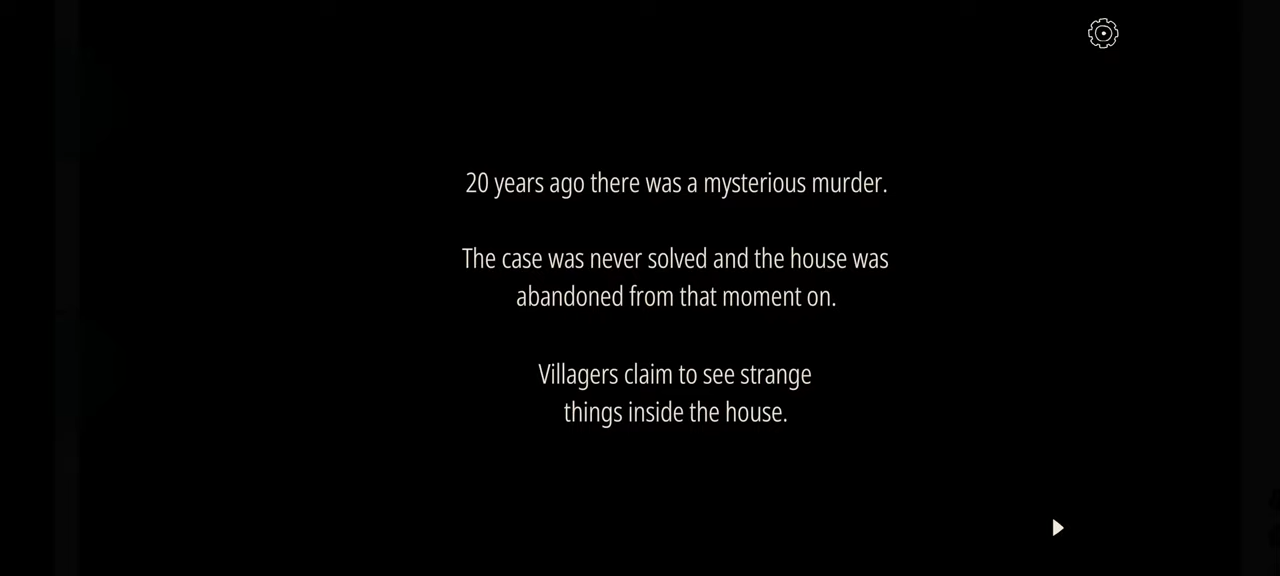 20 years ago there was a mysterious murder.
The case was never solved and the house was
abandoned from that moment on.
Villagers claim to see strange
things inside the house.